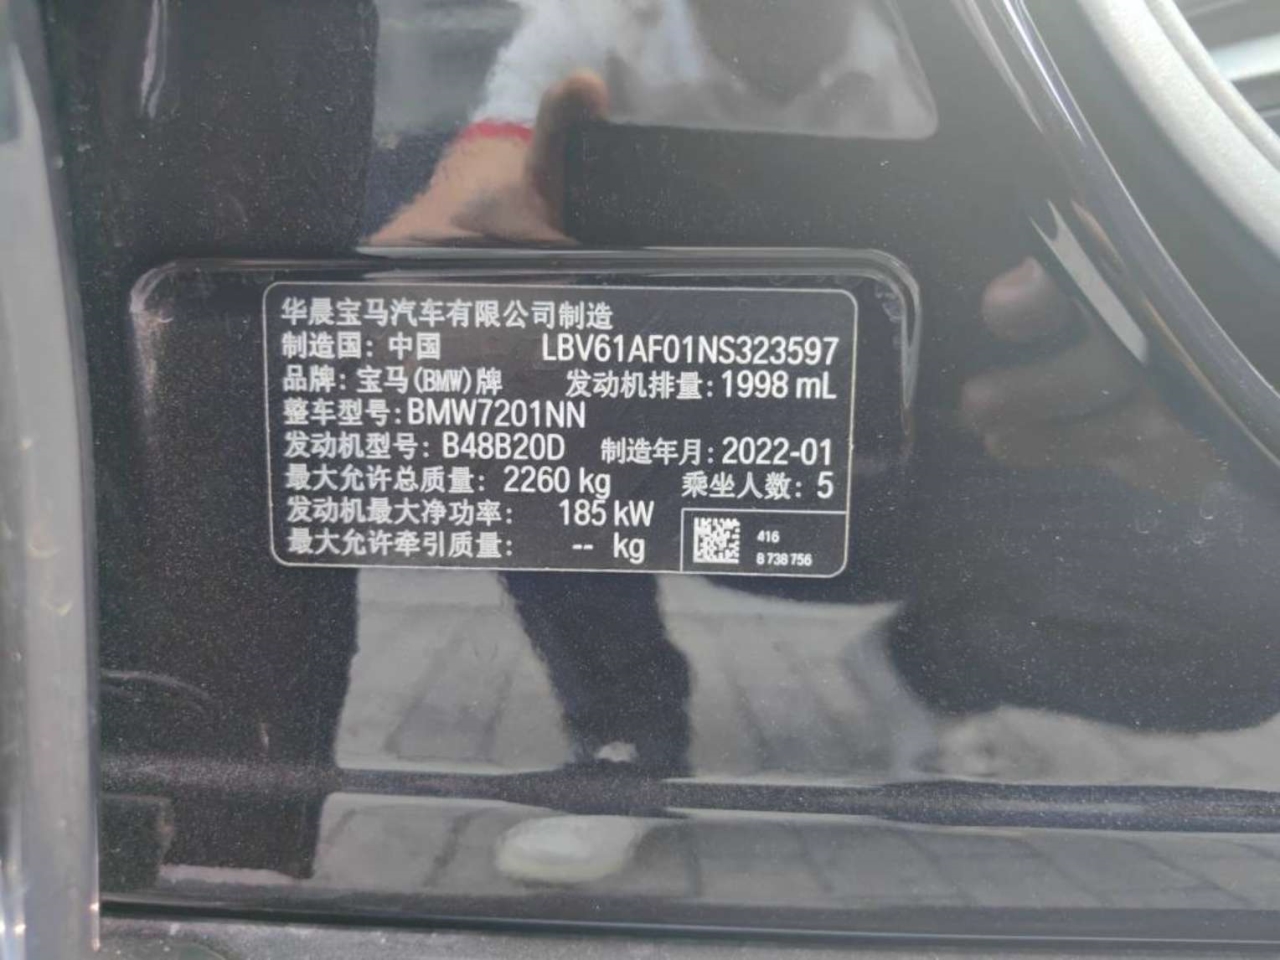 华晨宝马汽车有限公司制造
制造国：中国 LBV61AF01NS323597
品牌：宝马(BMW)牌 发动机排量：1998 mL
整车型号：BMW7201NN
发动机型号：B48B20D 制造年月：2022-01
最大允许总质量：2260 kg 乘坐人数：5
发动机最大净功率：185 kW
最大允许牵引质量：-- kg
416
8 738 756